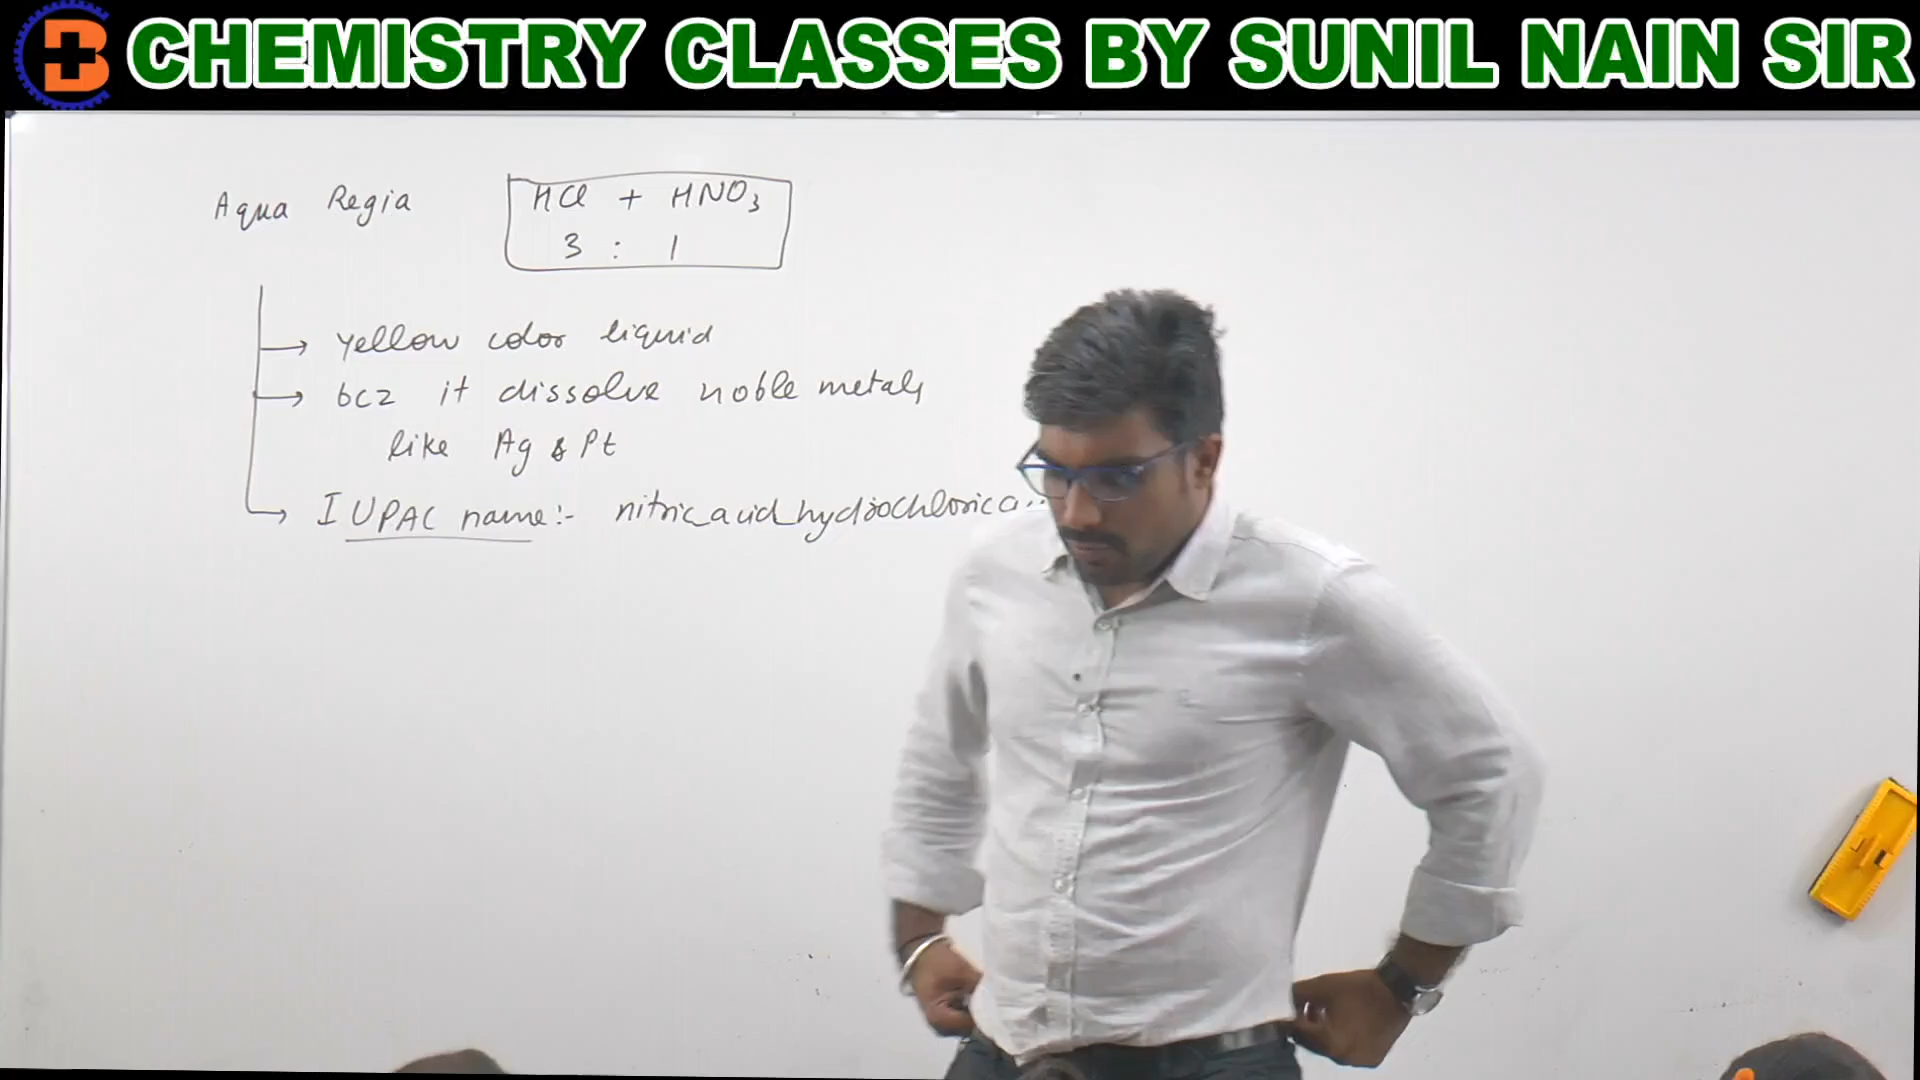 CHEMISTRY CLASSES BY SUNIL NAIN SIR
Aqua Regia
HCl + HNO3
3 : 1
yellow color liquid
bcz it dissolve noble metals
like Ag & Pt
IUPAC name:- nitric acid hydrochloric